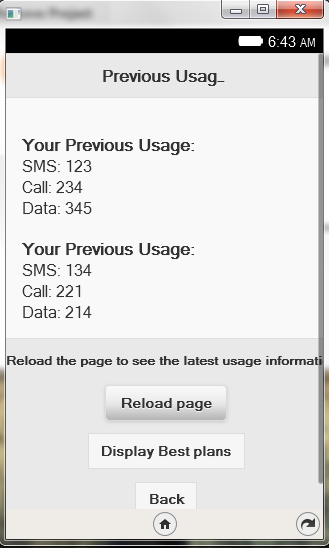 6:43 AM
Previous Usag...
Your Previous Usage:
SMS: 123
Call: 234
Data: 345
Your Previous Usage:
SMS: 134
Call: 221
Data: 214
Reload the page to see the latest usage informati
Reload page
Display Best plans
Back